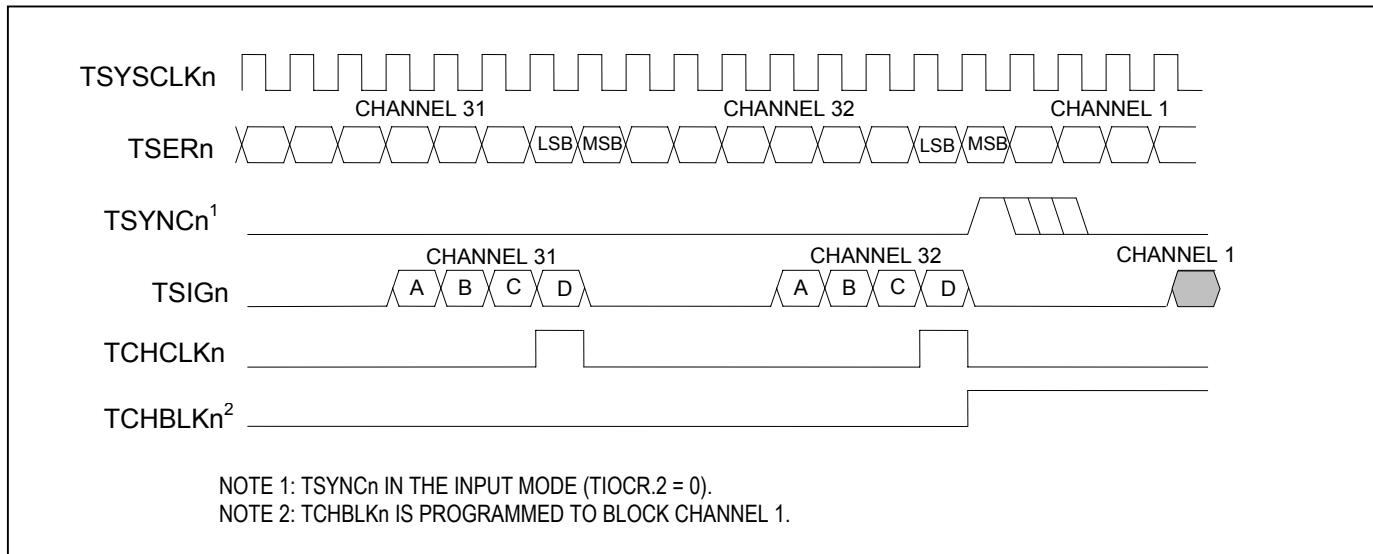 TSYSCLKn
CHANNEL 31 CHANNEL 32 CHANNEL 1
TSERn LSB MSB LSB MSB
TSYNCn¹
CHANNEL 31 CHANNEL 32 CHANNEL 1
TSIGn A B C D A B C D
TCHCLKn
TCHBLKn²
NOTE 1: TSYNCn IN THE INPUT MODE (TIOCR.2 = 0).
NOTE 2: TCHBLKn IS PROGRAMMED TO BLOCK CHANNEL 1.